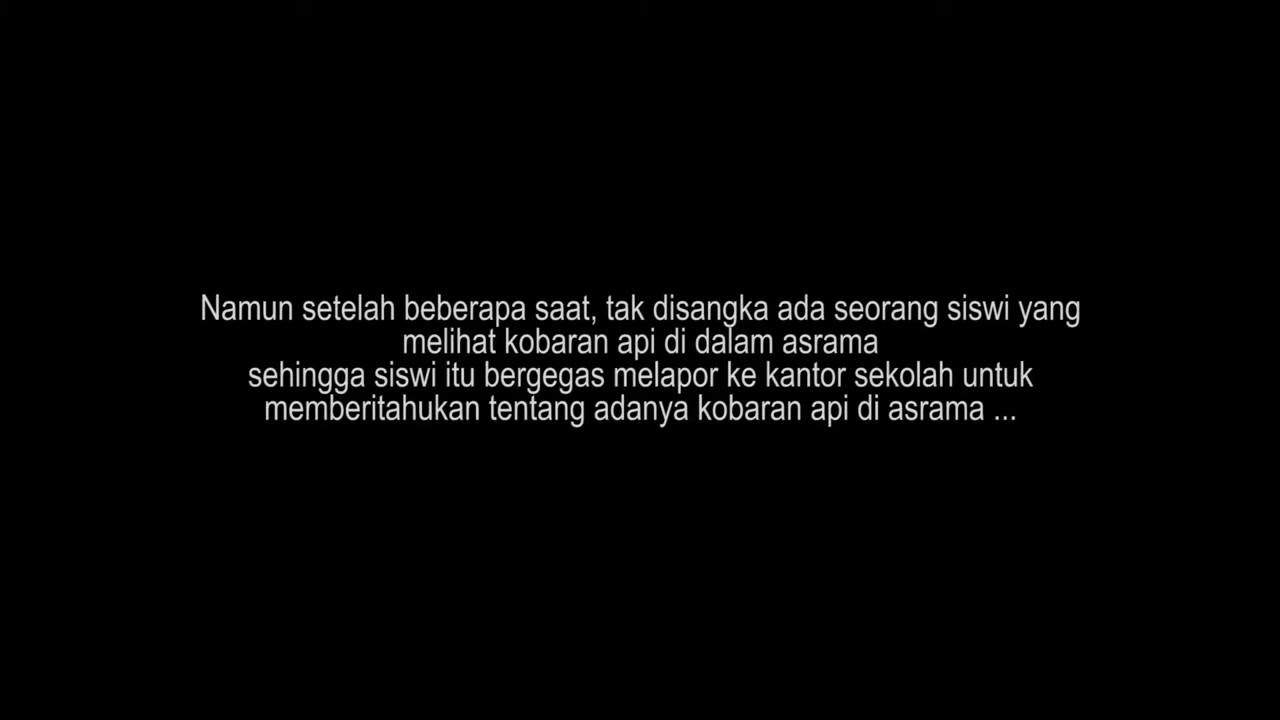 Namun setelah beberapa saat, tak disangka ada seorang siswi yang
melihat kobaran api di dalam asrama
sehingga siswi itu bergegas melapor ke kantor sekolah untuk
memberitahukan tentang adanya kobaran api di asrama ...